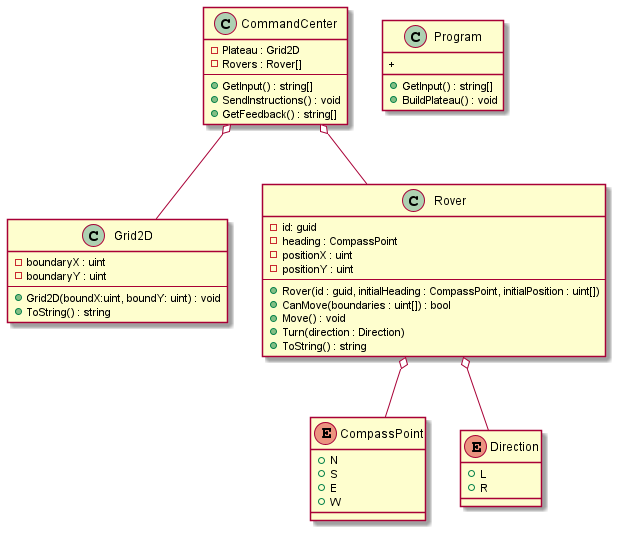 C CommandCenter
Plateau : Grid2D
Rovers : Rover[]
GetInput() : string[]
SendInstructions() : void
GetFeedback() : string[]
C Program
+
GetInput() : string[]
BuildPlateau() : void
C Grid2D
boundaryX : uint
boundaryY : uint
Grid2D(boundX:uint, boundY: uint) : void
ToString() : string
C Rover
id: guid
heading : CompassPoint
positionX : uint
positionY : uint
Rover(id : guid, initialHeading : CompassPoint, initialPosition : uint[])
CanMove(boundaries : uint[]) : bool
Move() : void
Turn(direction : Direction)
ToString() : string
E CompassPoint
N
S
E
W
E Direction
L
R